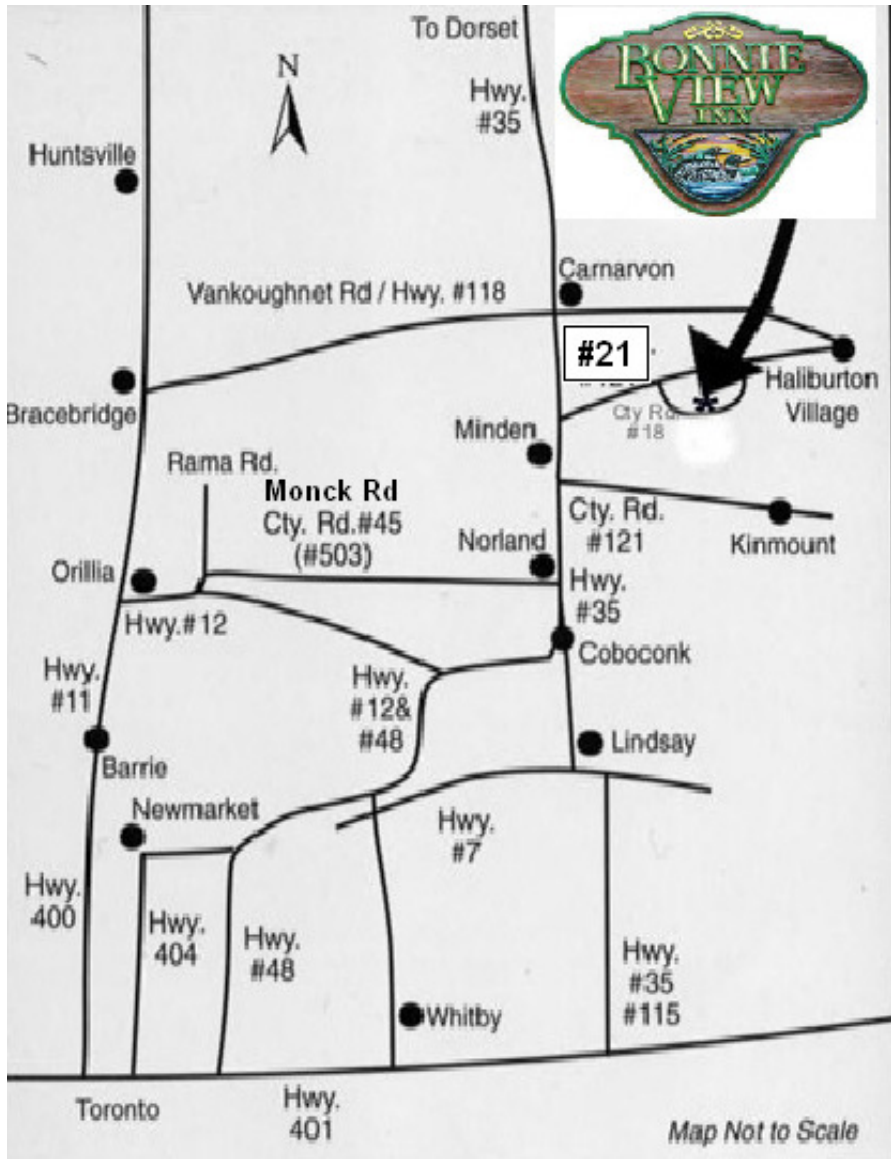 To Dorset
BONNIE
VIEW
INN
N
Hwy.
#35
Huntsville
Carnarvon
Vankoughnet Rd / Hwy. #118
#21
Haliburton
Village
Bracebridge
Cty Rd.
#18
Minden
Rama Rd.
Monck Rd
Cty. Rd.#45
(#503)
Norland
Cty. Rd.
#121
Kinmount
Orillia
Hwy.#12
Hwy.
#35
Coboconk
Hwy.
#11
Hwy.
#12&
#48
Lindsay
Barrie
Newmarket
Hwy.
#7
Hwy.
400
Hwy.
404
Hwy.
#48
Hwy.
#35
#115
Whitby
Toronto
Hwy.
401
Map Not to Scale